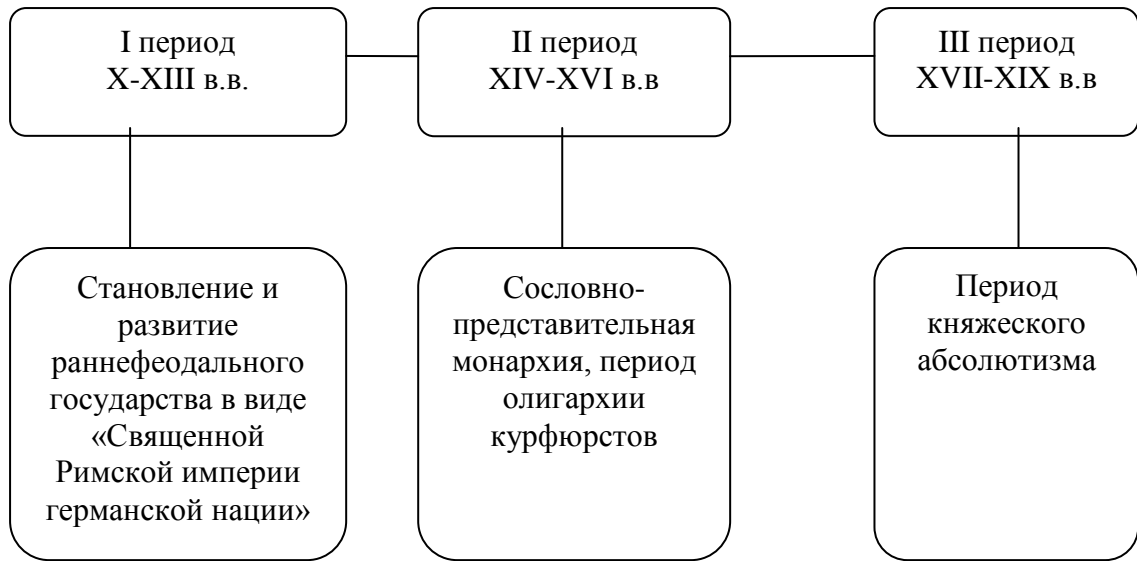 I период
X-XIII в.в.
II период
XIV-XVI в.в
III период
XVII-XIX в.в
Становление и
развитие
раннефеодального
государства в виде
«Священной
Римской империи
германской нации»
Сословно-
представительная
монархия, период
олигархии
курфюрстов
Период
княжеского
абсолютизма